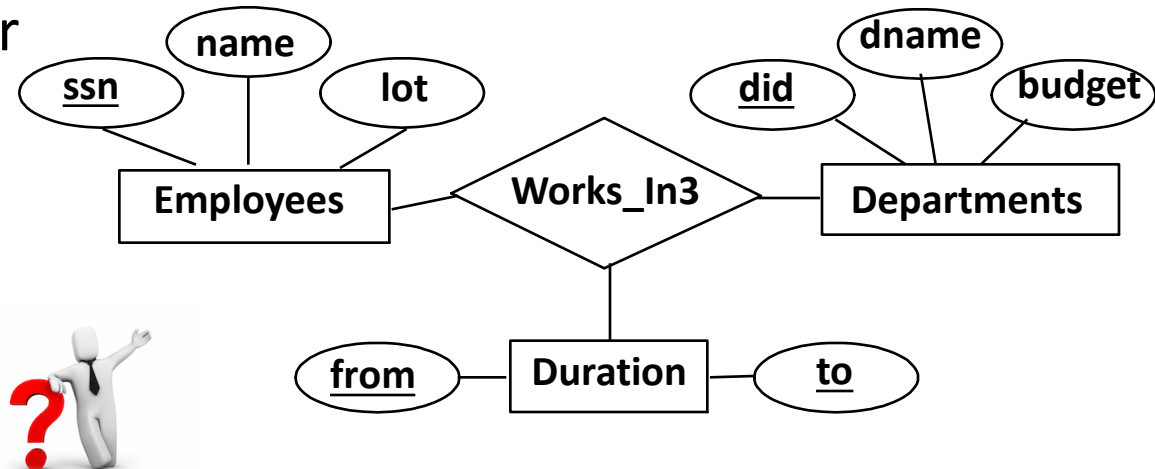 r
name
ssn
lot
dname
did
budget
Employees
Works_In3
Departments
from
Duration
to
?